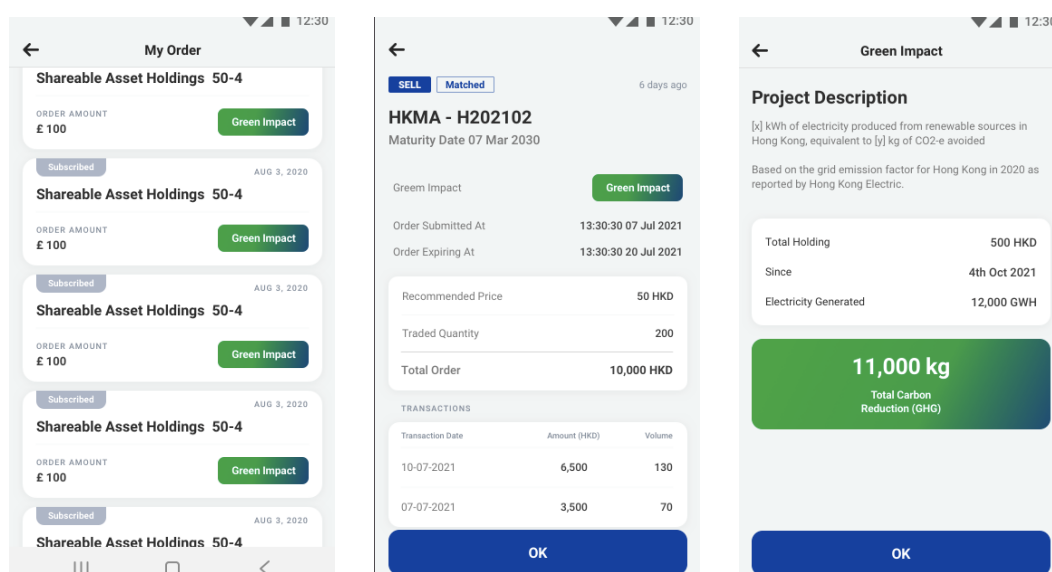 12:30
My Order
Shareable Asset Holdings 50-4
ORDER AMOUNT
£ 100
Green Impact
Subscribed
AUG 3, 2020
Shareable Asset Holdings 50-4
ORDER AMOUNT
£ 100
Green Impact
Subscribed
AUG 3, 2020
Shareable Asset Holdings 50-4
ORDER AMOUNT
£ 100
Green Impact
Subscribed
AUG 3, 2020
Shareable Asset Holdings 50-4
ORDER AMOUNT
£ 100
Green Impact
Subscribed
AUG 3, 2020
Shareable Asset Holdings 50-4
12:30
SELL Matched 6 days ago
HKMA - H202102
Maturity Date 07 Mar 2030
Greem Impact Green Impact
Order Submitted At 13:30:30 07 Jul 2021
Order Expiring At 13:30:30 20 Jul 2021
Recommended Price 50 HKD
Traded Quantity 200
Total Order 10,000 HKD
TRANSACTIONS
Transaction Date Amount (HKD) Volume
10-07-2021 6,500 130
07-07-2021 3,500 70
OK
12:30
Green Impact
Project Description
[x] kWh of electricity produced from renewable sources in
Hong Kong, equivalent to [y] kg of CO2-e avoided
Based on the grid emission factor for Hong Kong in 2020 as
reported by Hong Kong Electric.
Total Holding 500 HKD
Since 4th Oct 2021
Electricity Generated 12,000 GWH
11,000 kg
Total Carbon
Reduction (GHG)
OK